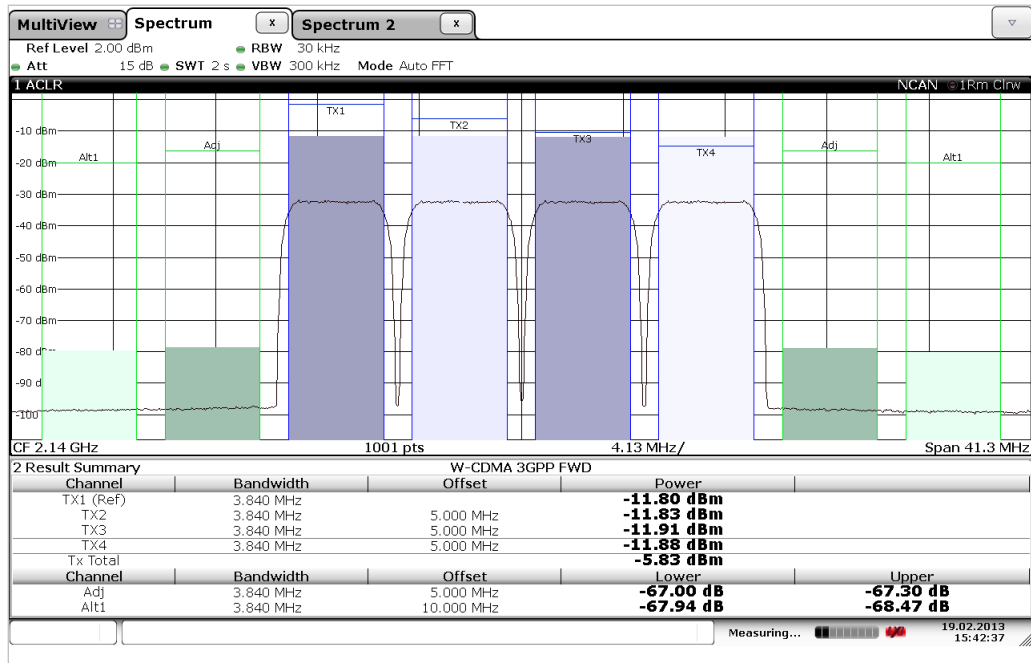 MultiView Spectrum x Spectrum 2 x
Ref Level 2.00 dBm RBW 30 kHz
Att 15 dB SWT 2 s VBW 300 kHz Mode Auto FFT
1 ACLR NCAN 1Rm Clrw
TX1
TX2
TX3
TX4
Adj
Alt1
Adj
Alt1
-10 dBm
-20 dBm
-30 dBm
-40 dBm
-50 dBm
-60 dBm
-70 dBm
-80 d
-90 d
-100
CF 2.14 GHz 1001 pts 4.13 MHz/ Span 41.3 MHz
2 Result Summary W-CDMA 3GPP FWD
Channel Bandwidth Offset Power
TX1 (Ref) 3.840 MHz -11.80 dBm
TX2 3.840 MHz 5.000 MHz -11.83 dBm
TX3 3.840 MHz 5.000 MHz -11.91 dBm
TX4 3.840 MHz 5.000 MHz -11.88 dBm
Tx Total -5.83 dBm
Channel Bandwidth Offset Lower Upper
Adj 3.840 MHz 5.000 MHz -67.00 dB -67.30 dB
Alt1 3.840 MHz 10.000 MHz -67.94 dB -68.47 dB
Measuring... 19.02.2013
15:42:37